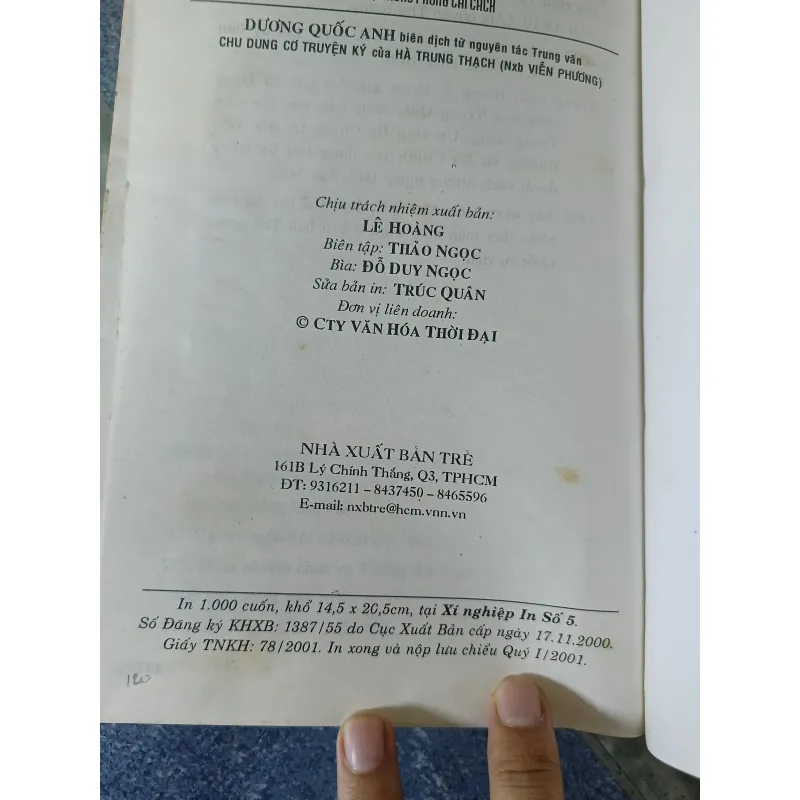 PHONG CÁCH
DƯƠNG QUỐC ANH biên dịch từ nguyên tác Trung văn
CHU DUNG CƠ TRUYỆN KÝ của HÀ TRUNG THẠCH (Nxb VIỄN PHƯƠNG)
Chịu trách nhiệm xuất bản:
LÊ HOÀNG
Biên tập: THẢO NGỌC
Bìa: ĐỖ DUY NGỌC
Sửa bản in: TRÚC QUÂN
Đơn vị liên doanh:
© CTY VĂN HÓA THỜI ĐẠI
NHÀ XUẤT BẢN TRẺ
161B Lý Chính Thắng, Q3, TPHCM
ĐT: 9316211 – 8437450 – 8465596
E-mail: nxbtre@hcm.vnn.vn
In 1.000 cuốn, khổ 14,5 x 20,5cm, tại Xí nghiệp In Số 5.
Số Đăng ký KHXB: 1387/55 do Cục Xuất Bản cấp ngày 17.11.2000.
Giấy TNKH: 78/2001. In xong và nộp lưu chiểu Quý I/2001.